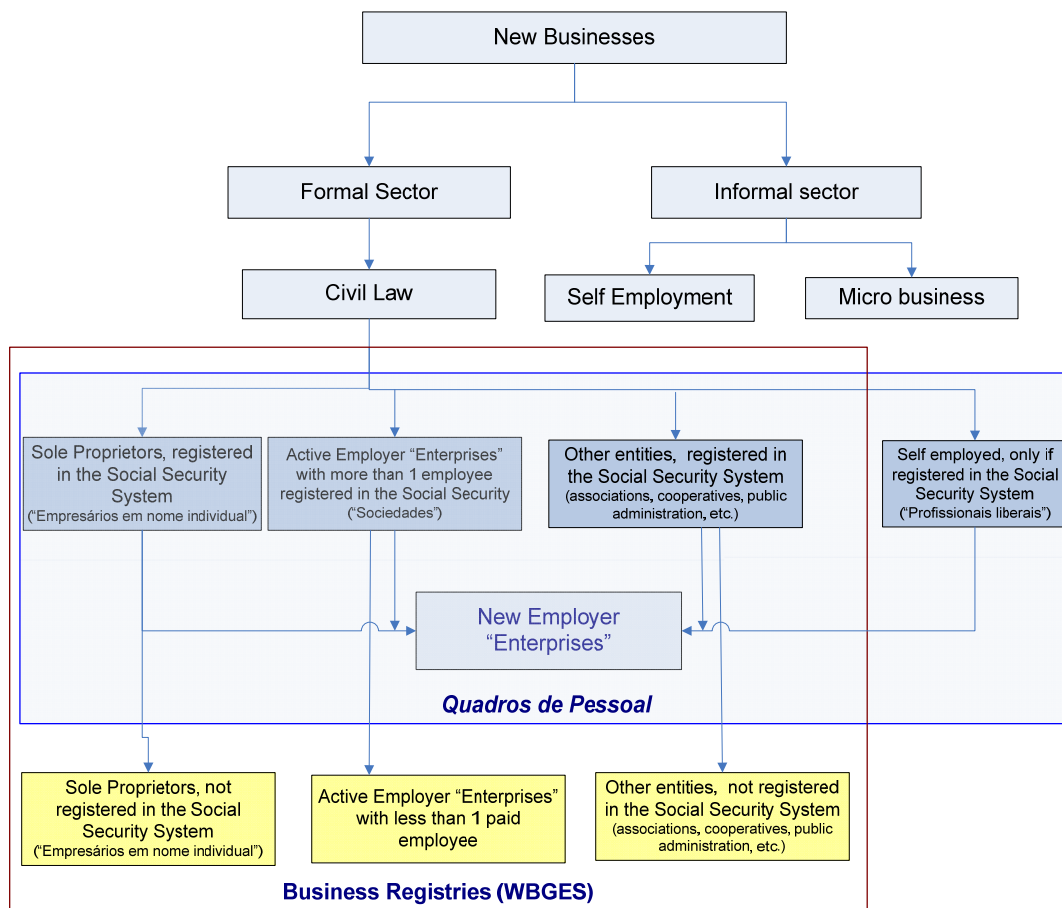 New Businesses
Formal Sector
Informal sector
Civil Law
Self Employment
Micro business
Sole Proprietors, registered
in the Social Security
System
(“Empresários em nome individual”)
Active Employer “Enterprises”
with more than 1 employee
registered in the Social Security
(“Sociedades”)
Other entities, registered in
the Social Security System
(associations, cooperatives, public
administration, etc.)
Self employed, only if
registered in the Social
Security System
(“Profissionais liberais”)
New Employer
“Enterprises”
Quadros de Pessoal
Sole Proprietors, not
registered in the Social
Security System
(“Empresários em nome individual”)
Active Employer “Enterprises”
with less than 1 paid
employee
Other entities, not registered
in the Social Security System
(associations, cooperatives, public
administration, etc.)
Business Registries (WBGES)